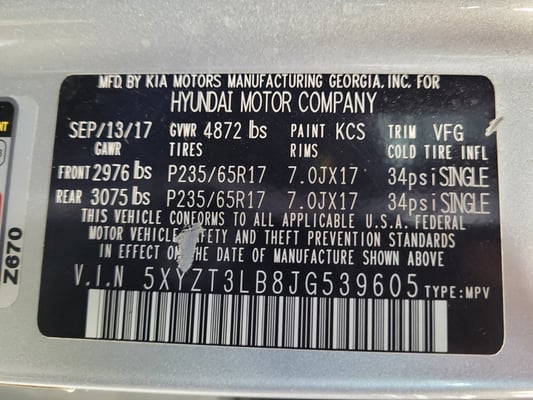 MFD. BY KIA MOTORS MANUFACTURING GEORGIA, INC. FOR
HYUNDAI MOTOR COMPANY
SEP/13/17 GVWR 4872 lbs PAINT KCS TRIM VFG
GAWR TIRES RIMS COLD TIRE INFL
FRONT 2976 lbs P235/65R17 7.0JX17 34psi SINGLE
REAR 3075 lbs P235/65R17 7.0JX17 34psi SINGLE
THIS VEHICLE CONFORMS TO ALL APPLICABLE U.S.A. FEDERAL
MOTOR VEHICLE SAFETY AND THEFT PREVENTION STANDARDS
IN EFFECT ON THE DATE OF MANUFACTURE SHOWN ABOVE.
V.I.N 5XYZT3LB8JG539605 TYPE: MPV
Z670